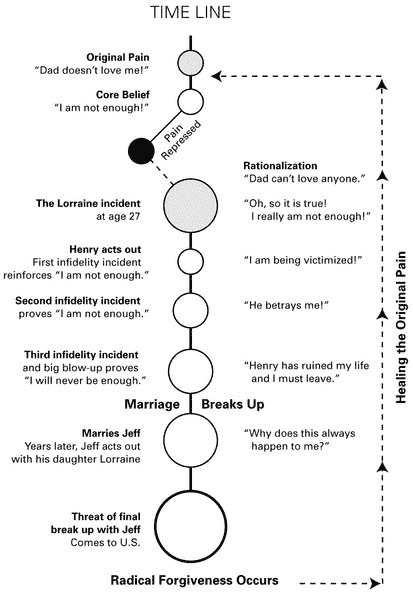 TIME LINE
Original Pain
“Dad doesn’t love me!”
Core Belief
“I am not enough!”
Pain
Repressed
Rationalization
“Dad can’t love anyone.”
The Lorraine incident
at age 27
“Oh, so it is true!
I really am not enough!”
Henry acts out
First infidelity incident
reinforces “I am not enough.”
“I am being victimized!”
Second infidelity incident
proves “I am not enough.”
“He betrays me!”
Third infidelity incident
and big blow-up proves
“I will never be enough.”
“Henry has ruined my life
and I must leave.”
Marriage Breaks Up
Marries Jeff
Years later, Jeff acts out
with his daughter Lorraine
“Why does this always
happen to me?”
Threat of final
break up with Jeff
Comes to U.S.
Radical Forgiveness Occurs
Healing the Original Pain